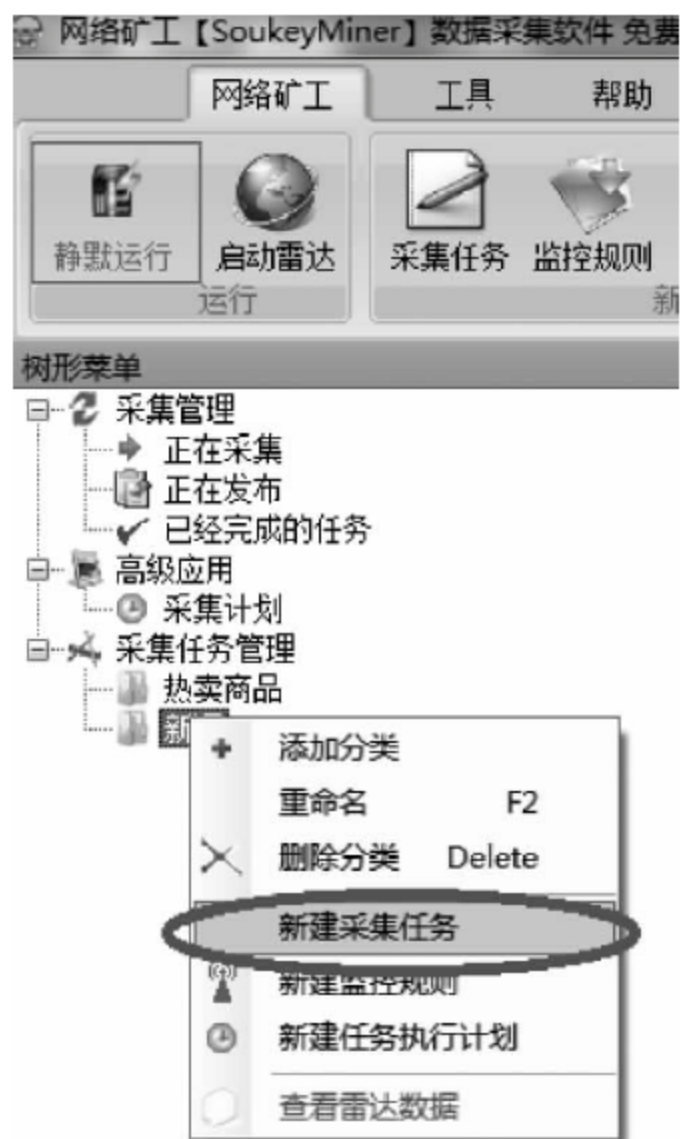 网络矿工【SoukeyMiner】数据采集软件 免费
网络矿工 工具 帮助
静默运行 启动雷达 采集任务 监控规则
运行 新
树形菜单
采集管理
正在采集
正在发布
已经完成的任务
高级应用
采集计划
采集任务管理
热卖商品
新
添加分类
重命名 F2
删除分类 Delete
新建采集任务
新建监控规则
新建任务执行计划
查看雷达数据